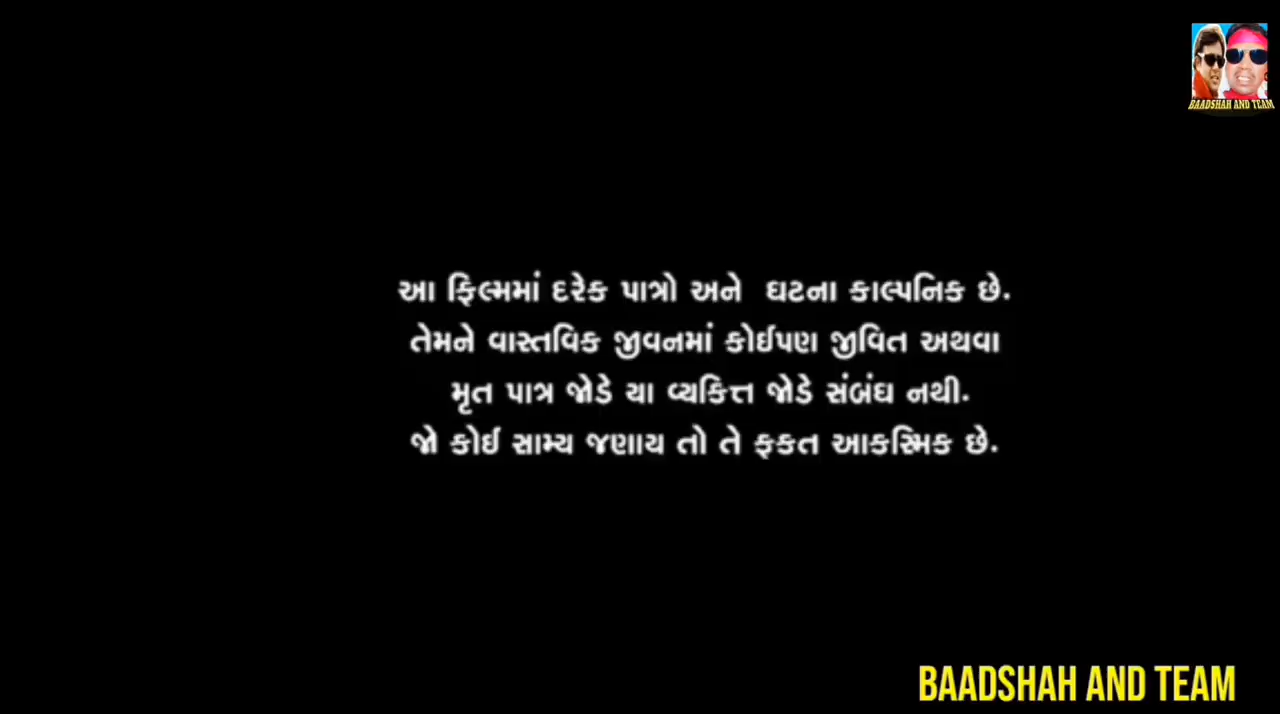 BAADSHAH AND TEAM
આ ફિલ્મમાં દરેક પાત્રો અને ઘટના કાલ્પનિક છે.
તેમને વાસ્તવિક જીવનમાં કોઈપણ જીવિત અથવા
મૃત પાત્ર જોડે યા વ્યકિત્ત જોડે સંબંઘ નથી.
જો કોઈ સામ્ય જણાય તો તે ફકત આકસ્મિક છે.
BAADSHAH AND TEAM